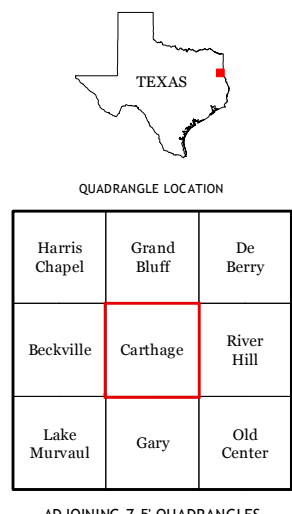 TEXAS
QUADRANGLE LOCATION
Harris
Chapel
Grand
Bluff
De
Berry
Beckville
Carthage
River
Hill
Lake
Murvaul
Gary
Old
Center
ADJOINING 7.5' QUADRANGLES